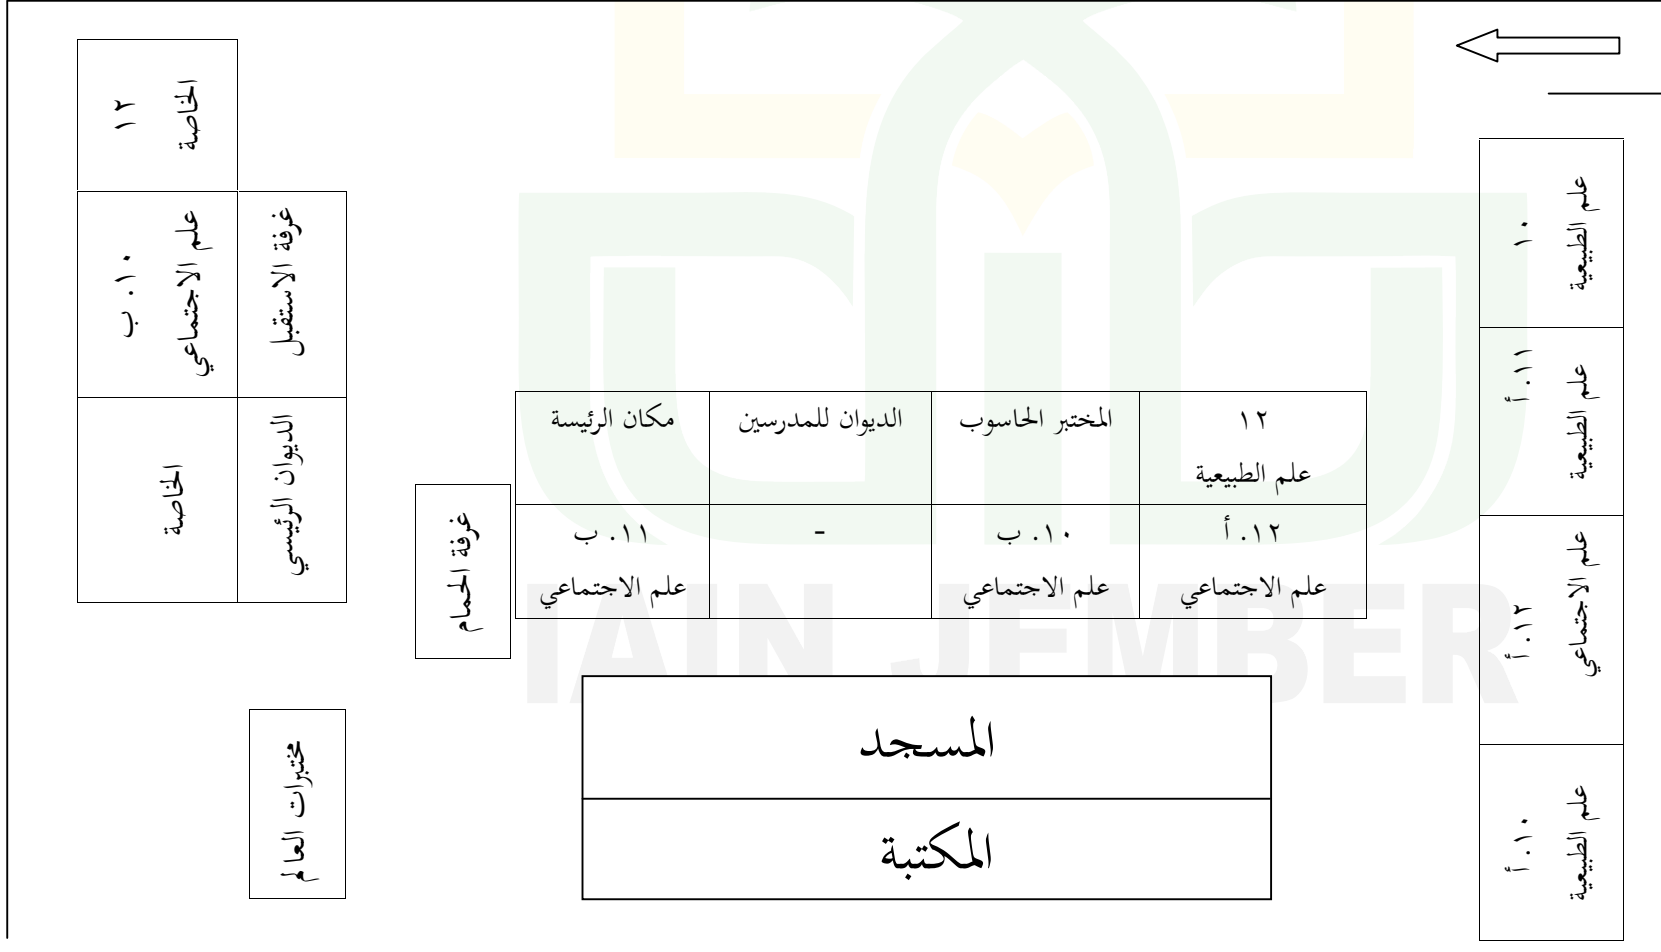 ١٢
الخاصة
١٠. ب
علم الاجتماعي
غرفة الاستقبل
الخاصة
الديوان الرئيسي
غرفة الحمام
مختبرات العالم
١٢
علم الطبيعية
المختبر الحاسوب
الديوان للمدرسين
مكان الرئيسة
١٢. أ
علم الاجتماعي
١٠. ب
علم الاجتماعي
-
١١. ب
علم الاجتماعي
المسجد
المكتبة
١٠
علم الطبيعية
١١. أ
علم الطبيعية
١٢. أ
علم الاجتماعي
١٠. أ
علم الطبيعية
IAIN JEMBER